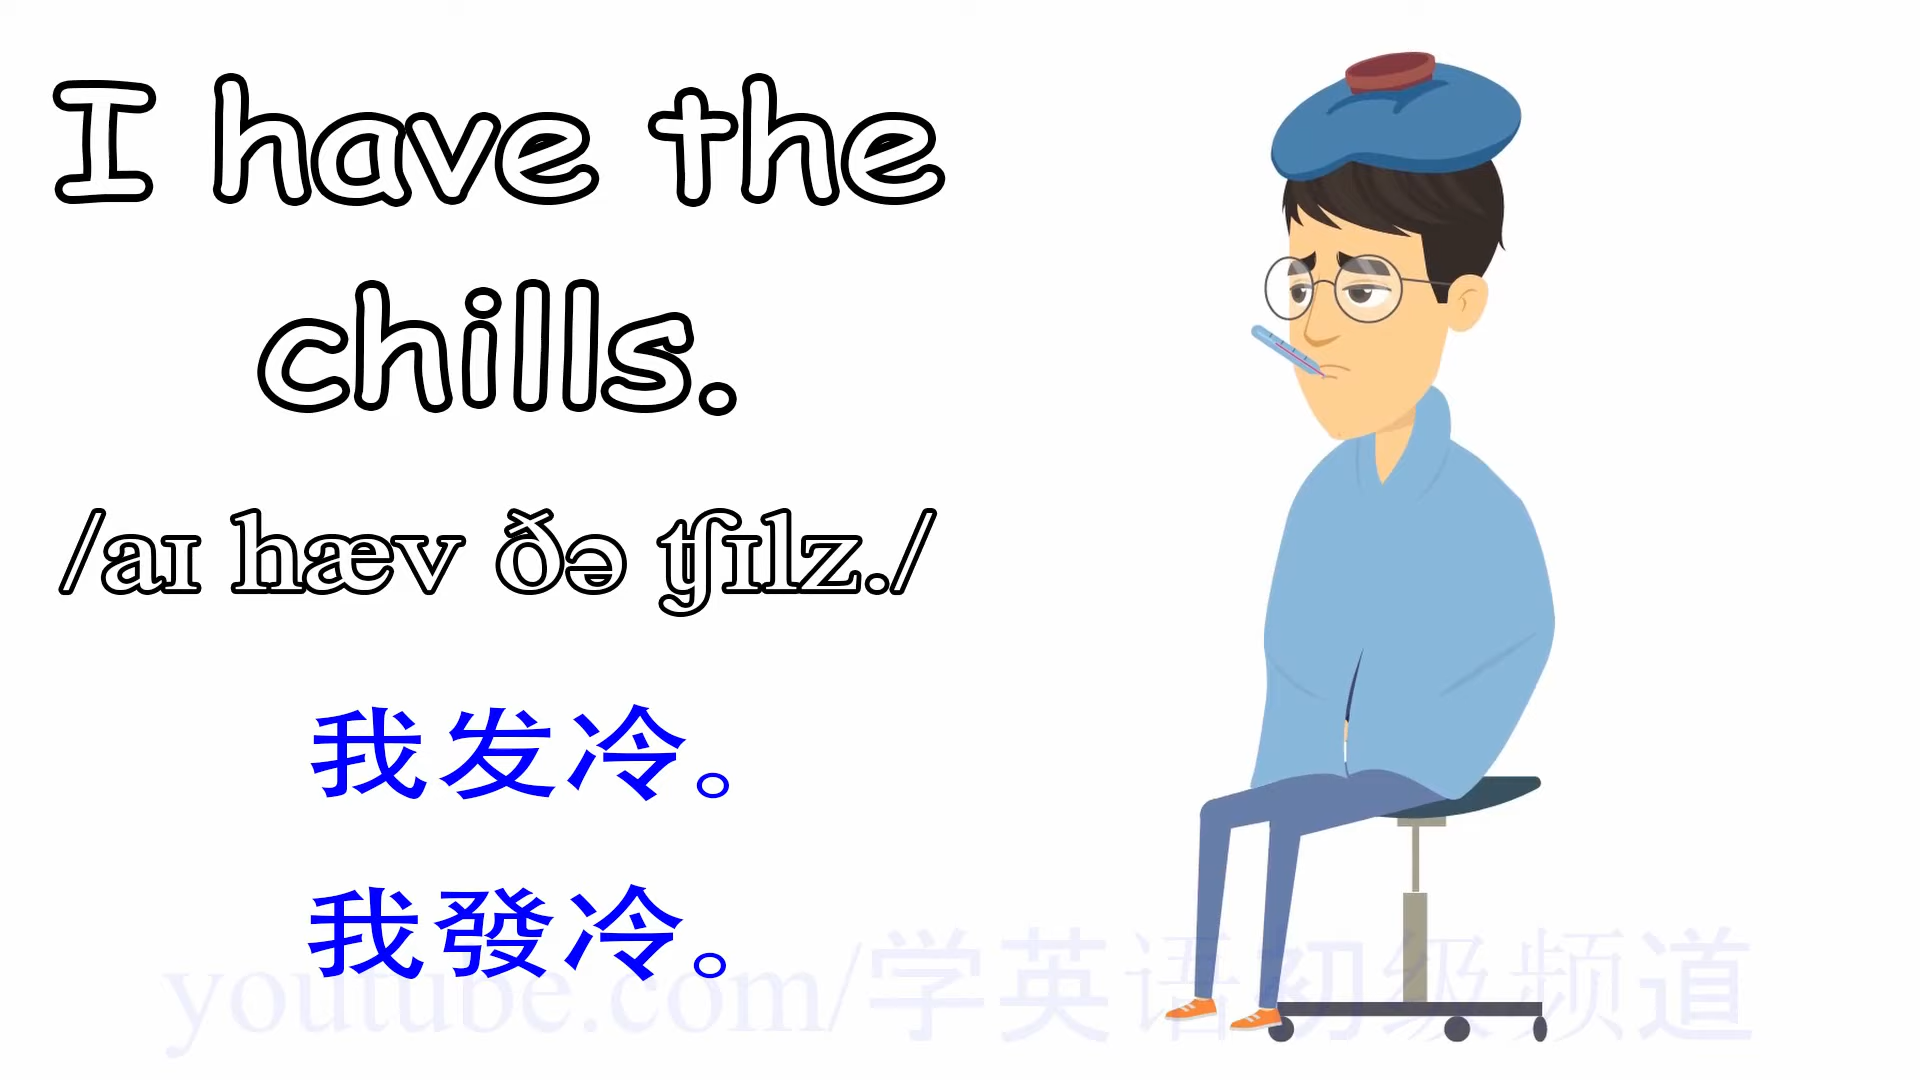 I have the
chills.
/aɪ hæv ðə ʧɪlz./
我发冷。
我發冷。
youtube.com/学英语初级频道